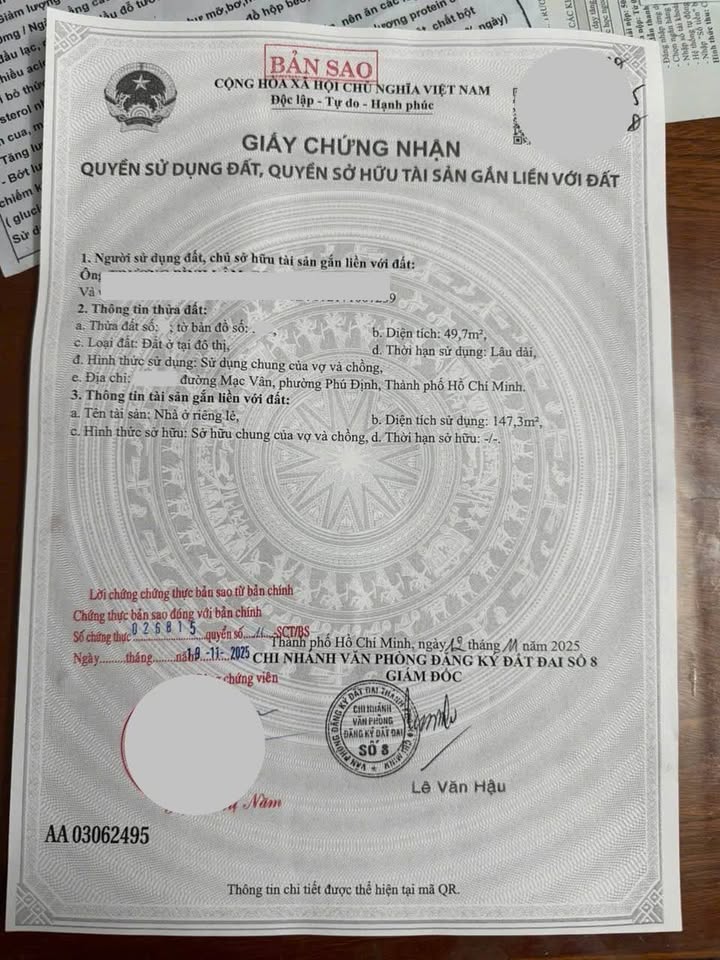 BẢN SAO
CỘNG HÒA XÃ HỘI CHỦ NGHĨA VIỆT NAM
Độc lập - Tự do - Hạnh phúc
GIẤY CHỨNG NHẬN
QUYỀN SỬ DỤNG ĐẤT, QUYỀN SỞ HỮU TÀI SẢN GẮN LIỀN VỚI ĐẤT
1. Người sử dụng đất, chủ sở hữu tài sản gắn liền với đất:
Ông
Và
2. Thông tin thửa đất:
a. Thửa đất số: ; tờ bản đồ số: b. Diện tích: 49,7m²,
c. Loại đất: Đất ở tại đô thị, d. Thời hạn sử dụng: Lâu dài,
đ. Hình thức sử dụng: Sử dụng chung của vợ và chồng,
e. Địa chỉ: đường Mạc Vân, phường Phú Định, Thành phố Hồ Chí Minh.
3. Thông tin tài sản gắn liền với đất:
a. Tên tài sản: Nhà ở riêng lẻ, b. Diện tích sử dụng: 147,3m²,
c. Hình thức sở hữu: Sở hữu chung của vợ và chồng, d. Thời hạn sở hữu: -/-.
Lời chứng chứng thực bản sao từ bản chính
Chứng thực bản sao đúng với bản chính
Số chứng thực 026815 quyển số SCT/BS
Thành phố Hồ Chí Minh, ngày 12 tháng 11 năm 2025
Ngày tháng năm 19-11-2025
CHI NHÁNH VĂN PHÒNG ĐĂNG KÝ ĐẤT ĐAI SỐ 8
chứng viên
GIÁM ĐỐC
CHI NHÁNH
VĂN PHÒNG
ĐĂNG KÝ ĐẤT ĐAI
SỐ 8
Lê Văn Hậu
Năm
AA 03062495
Thông tin chi tiết được thể hiện tại mã QR.